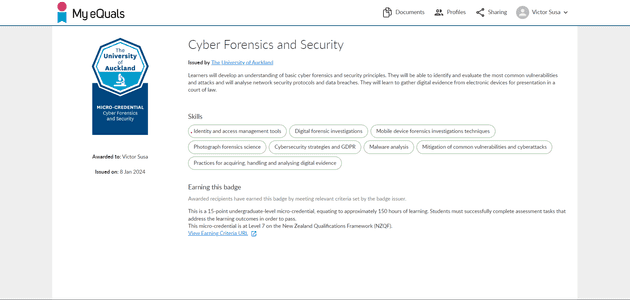 My eQuals
Documents
Profiles
Sharing
Victor Susa
The
University
of
Auckland
MICRO-CREDENTIAL
Cyber Forensics
and Security
Awarded to: Victor Susa
Issued on: 8 Jan 2024
Cyber Forensics and Security
Issued by The University of Auckland
Learners will develop an understanding of basic cyber forensics and security principles. They will be able to identify and evaluate the most common vulnerabilities
and attacks and will analyse network security protocols and data breaches. They will learn to gather digital evidence from electronic devices for presentation in a
court of law.
Skills
. Identity and access management tools
Digital forensic investigations
Mobile device forensics investigations techniques
Photograph forensics science
Cybersecurity strategies and GDPR
Malware analysis
Mitigation of common vulnerabilities and cyberattacks
Practices for acquiring, handling and analysing digital evidence
Earning this badge
Awarded recipients have earned this badge by meeting relevant criteria set by the badge issuer.
This is a 15-point undergraduate-level micro-credential, equating to approximately 150 hours of learning. Students must successfully complete assessment tasks that
address the learning outcomes in order to pass.
This micro-credential is at Level 7 on the New Zealand Qualifications Framework (NZQF).
View Earning Criteria URL